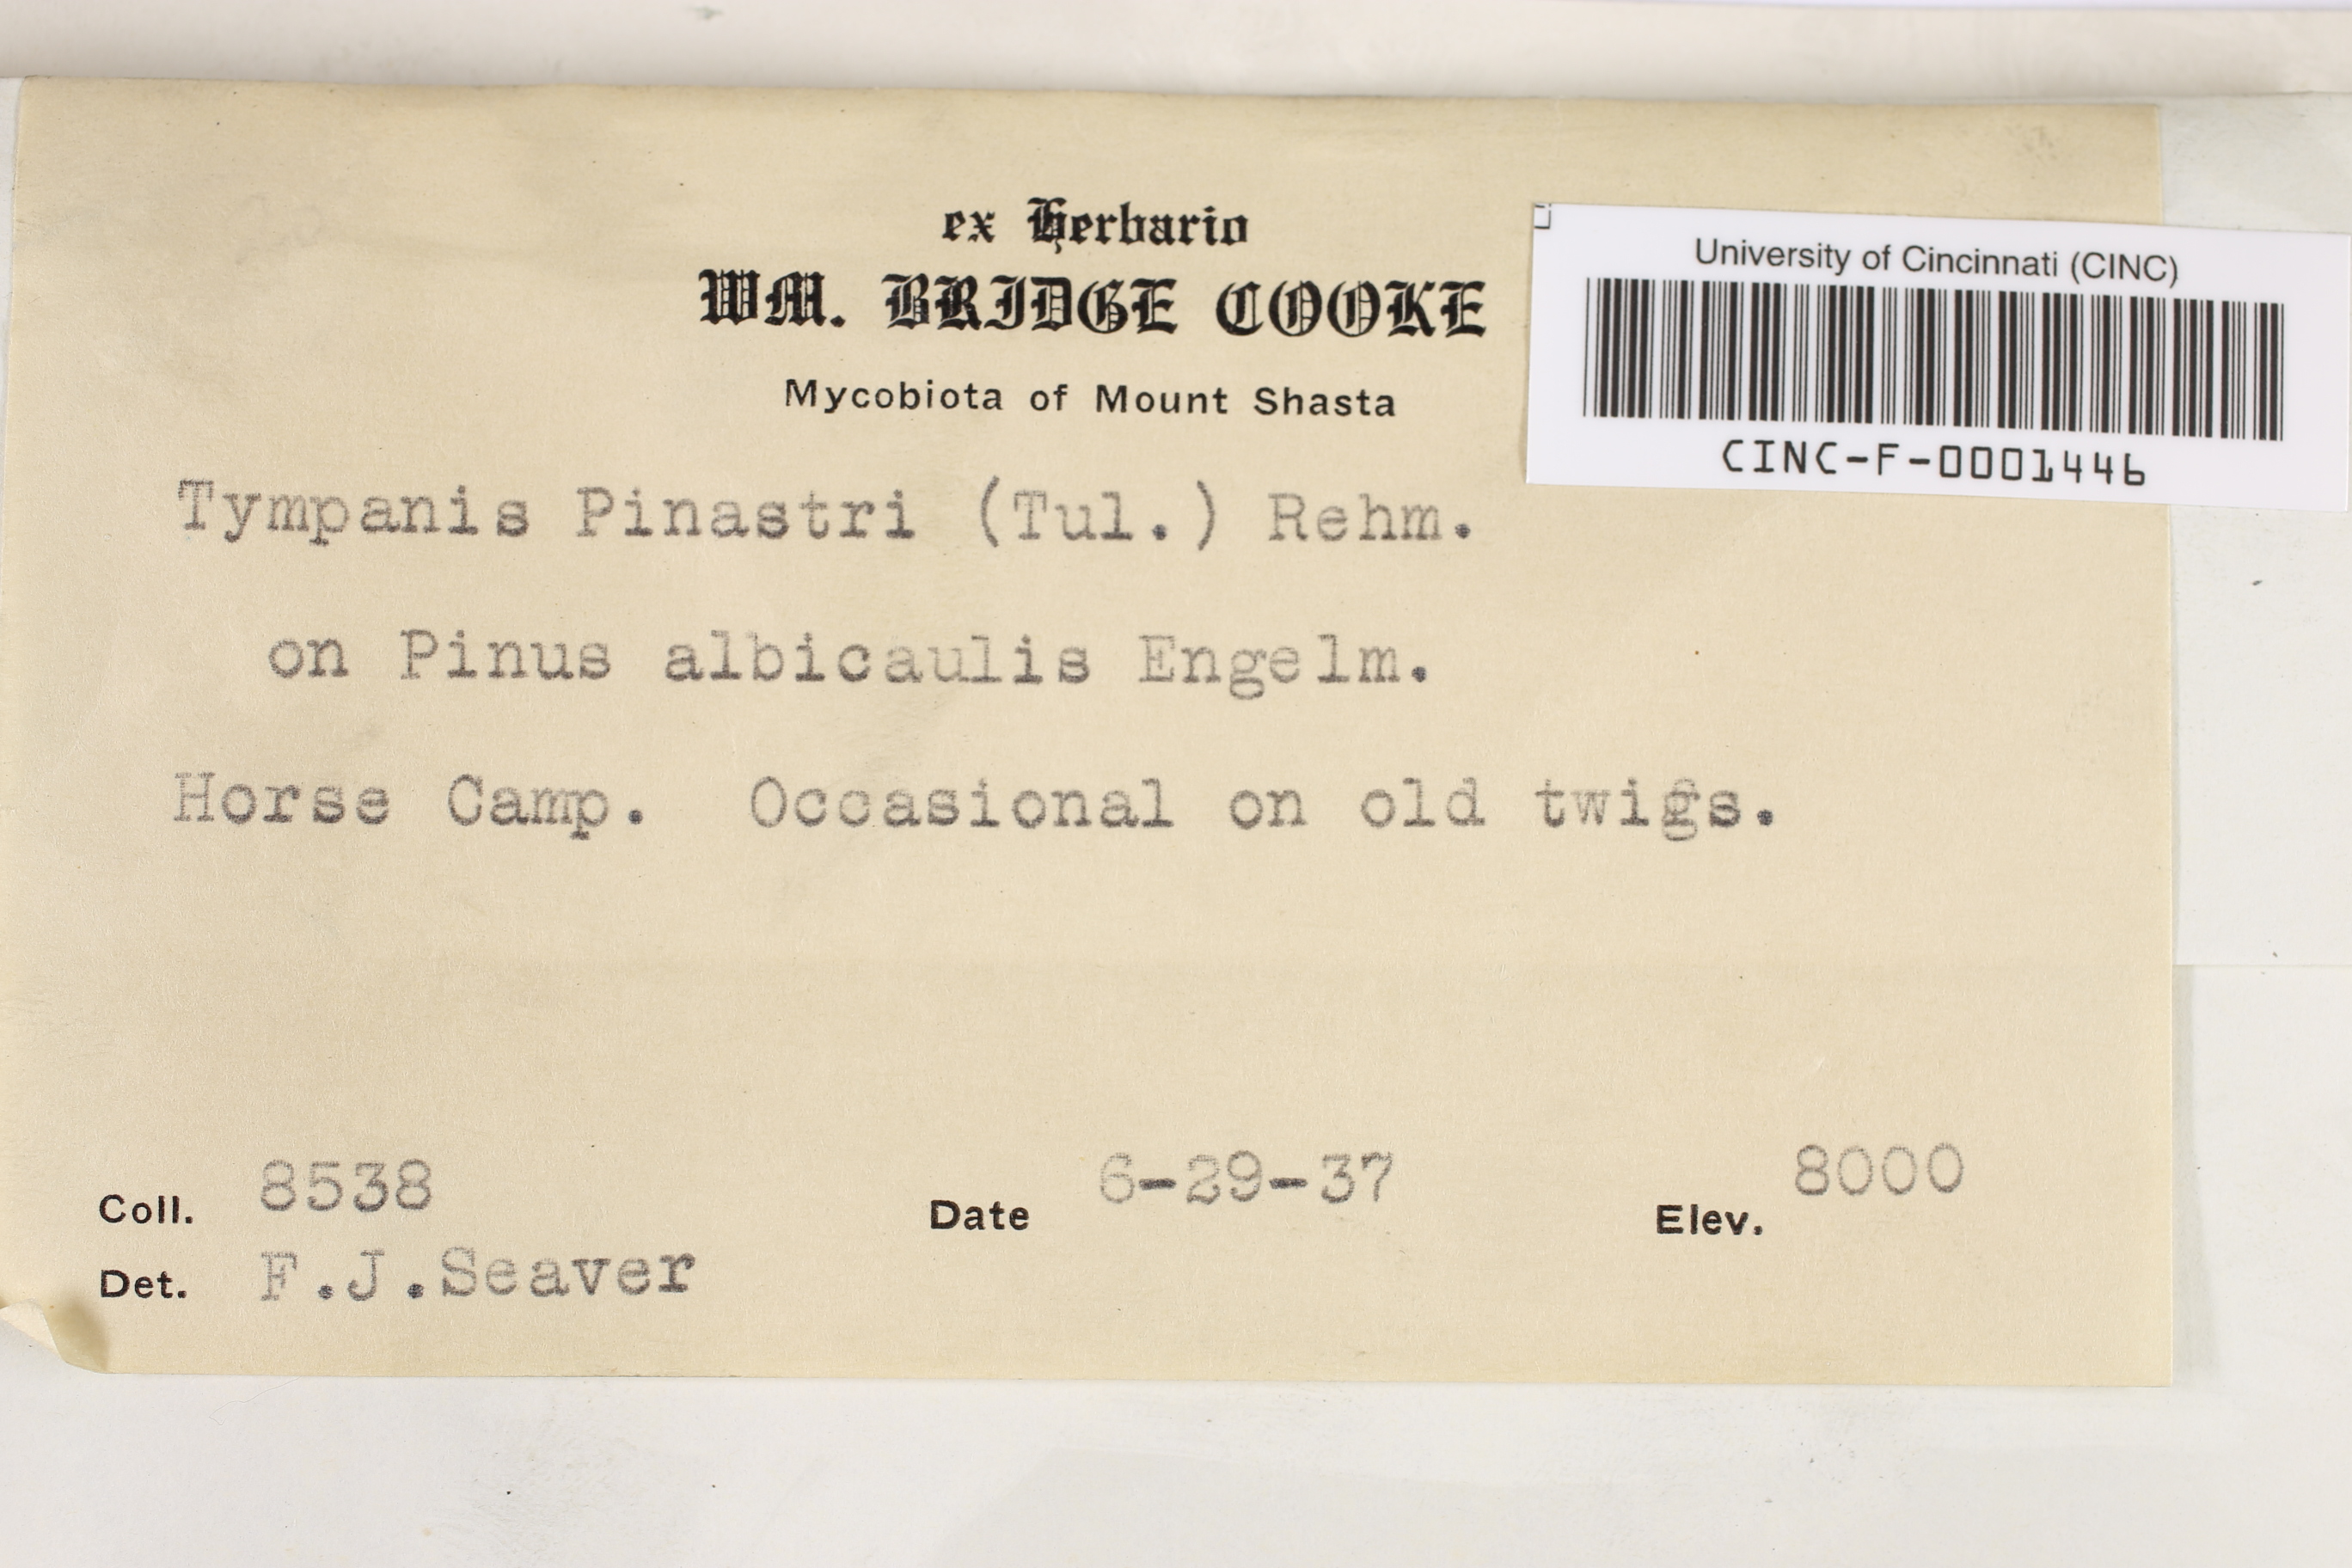 ex Herbario
WM. BRIDGE COOKE
Mycobiota of Mount Shasta
University of Cincinnati (CINC)
CINC-F-0001446
Tympanis Pinastri (Tul.) Rehm.
on Pinus albicaulis Engelm.
Horse Camp. Occasional on old twigs.
Coll. 8538 Date 6-29-37 Elev. 8000
Det. F.J.Seaver